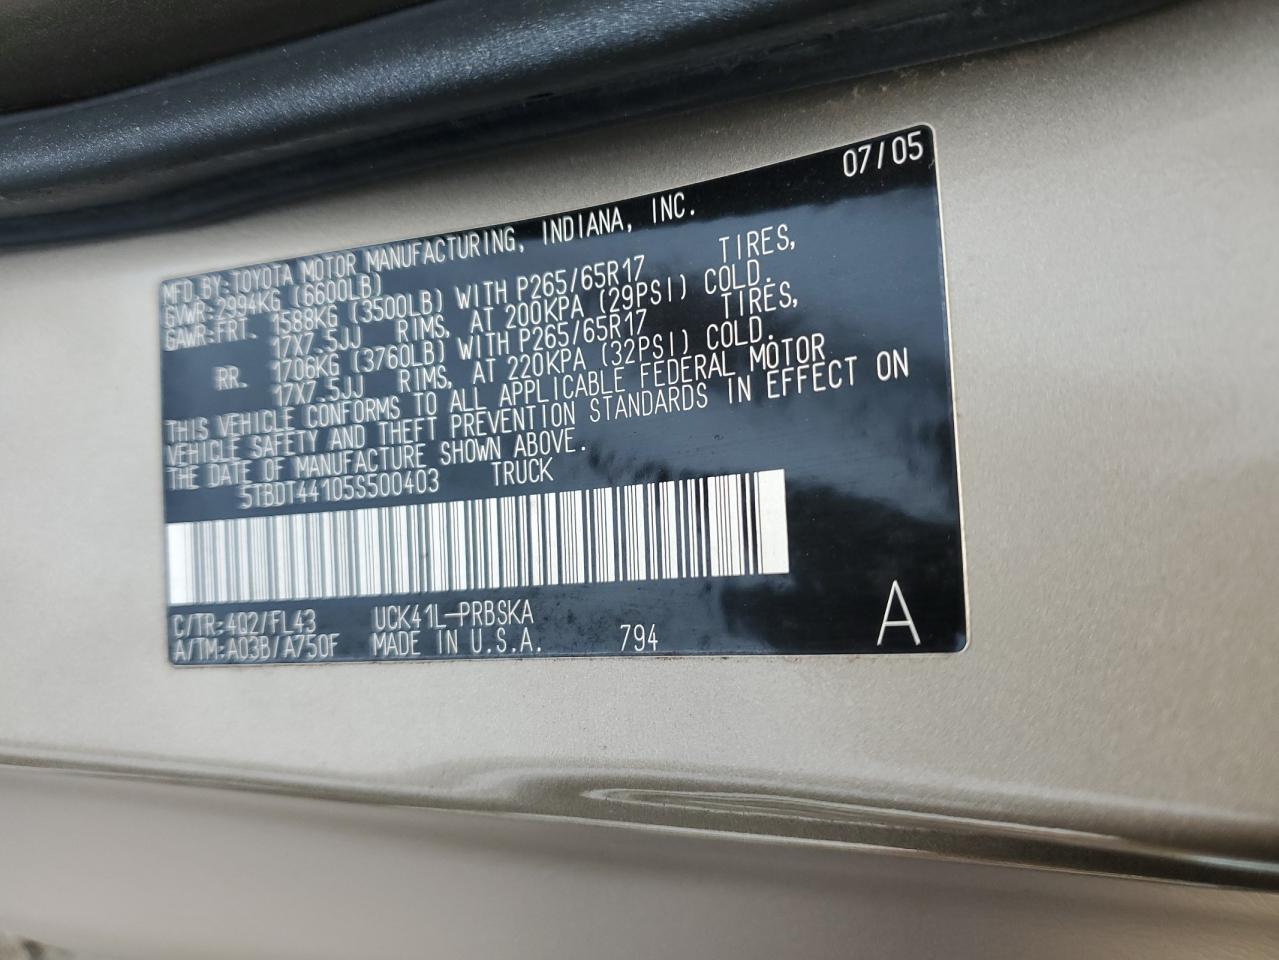 07/05
MFD. BY: TOYOTA MOTOR MANUFACTURING, INDIANA, INC.
GVWR: 2994KG (6600LB)
GAWR-FRT. 1588KG (3500LB) WITH P265/65R17 TIRES,
17X7.5JJ RIMS, AT 200KPA (29PSI) COLD.
RR. 1706KG (3760LB) WITH P265/65R17 TIRES,
17X7.5JJ RIMS, AT 220KPA (32PSI) COLD.
THIS VEHICLE CONFORMS TO ALL APPLICABLE FEDERAL MOTOR
VEHICLE SAFETY AND THEFT PREVENTION STANDARDS IN EFFECT ON
THE DATE OF MANUFACTURE SHOWN ABOVE.
5TBDT44105S500403 TRUCK
C/TR: 4Q2/FL43 UCK41L-PRBSKA
A/TM: A03B/A750F MADE IN U.S.A. 794 A